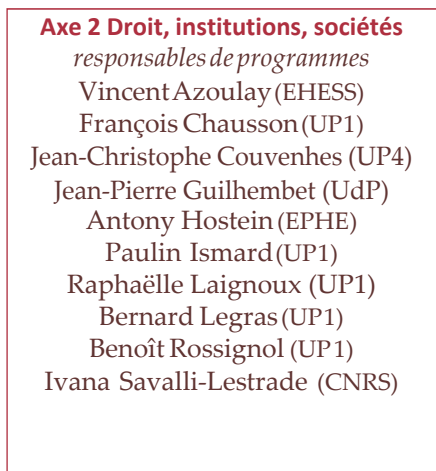 Axe 2 Droit, institutions, sociétés
responsables de programmes
Vincent Azoulay (EHESS)
François Chausson (UP1)
Jean-Christophe Couvenhes (UP4)
Jean-Pierre Guilhembet (UdP)
Antony Hostein (EPHE)
Paulin Ismard (UP1)
Raphaëlle Laignoux (UP1)
Bernard Legras (UP1)
Benoît Rossignol (UP1)
Ivana Savalli-Lestrade (CNRS)